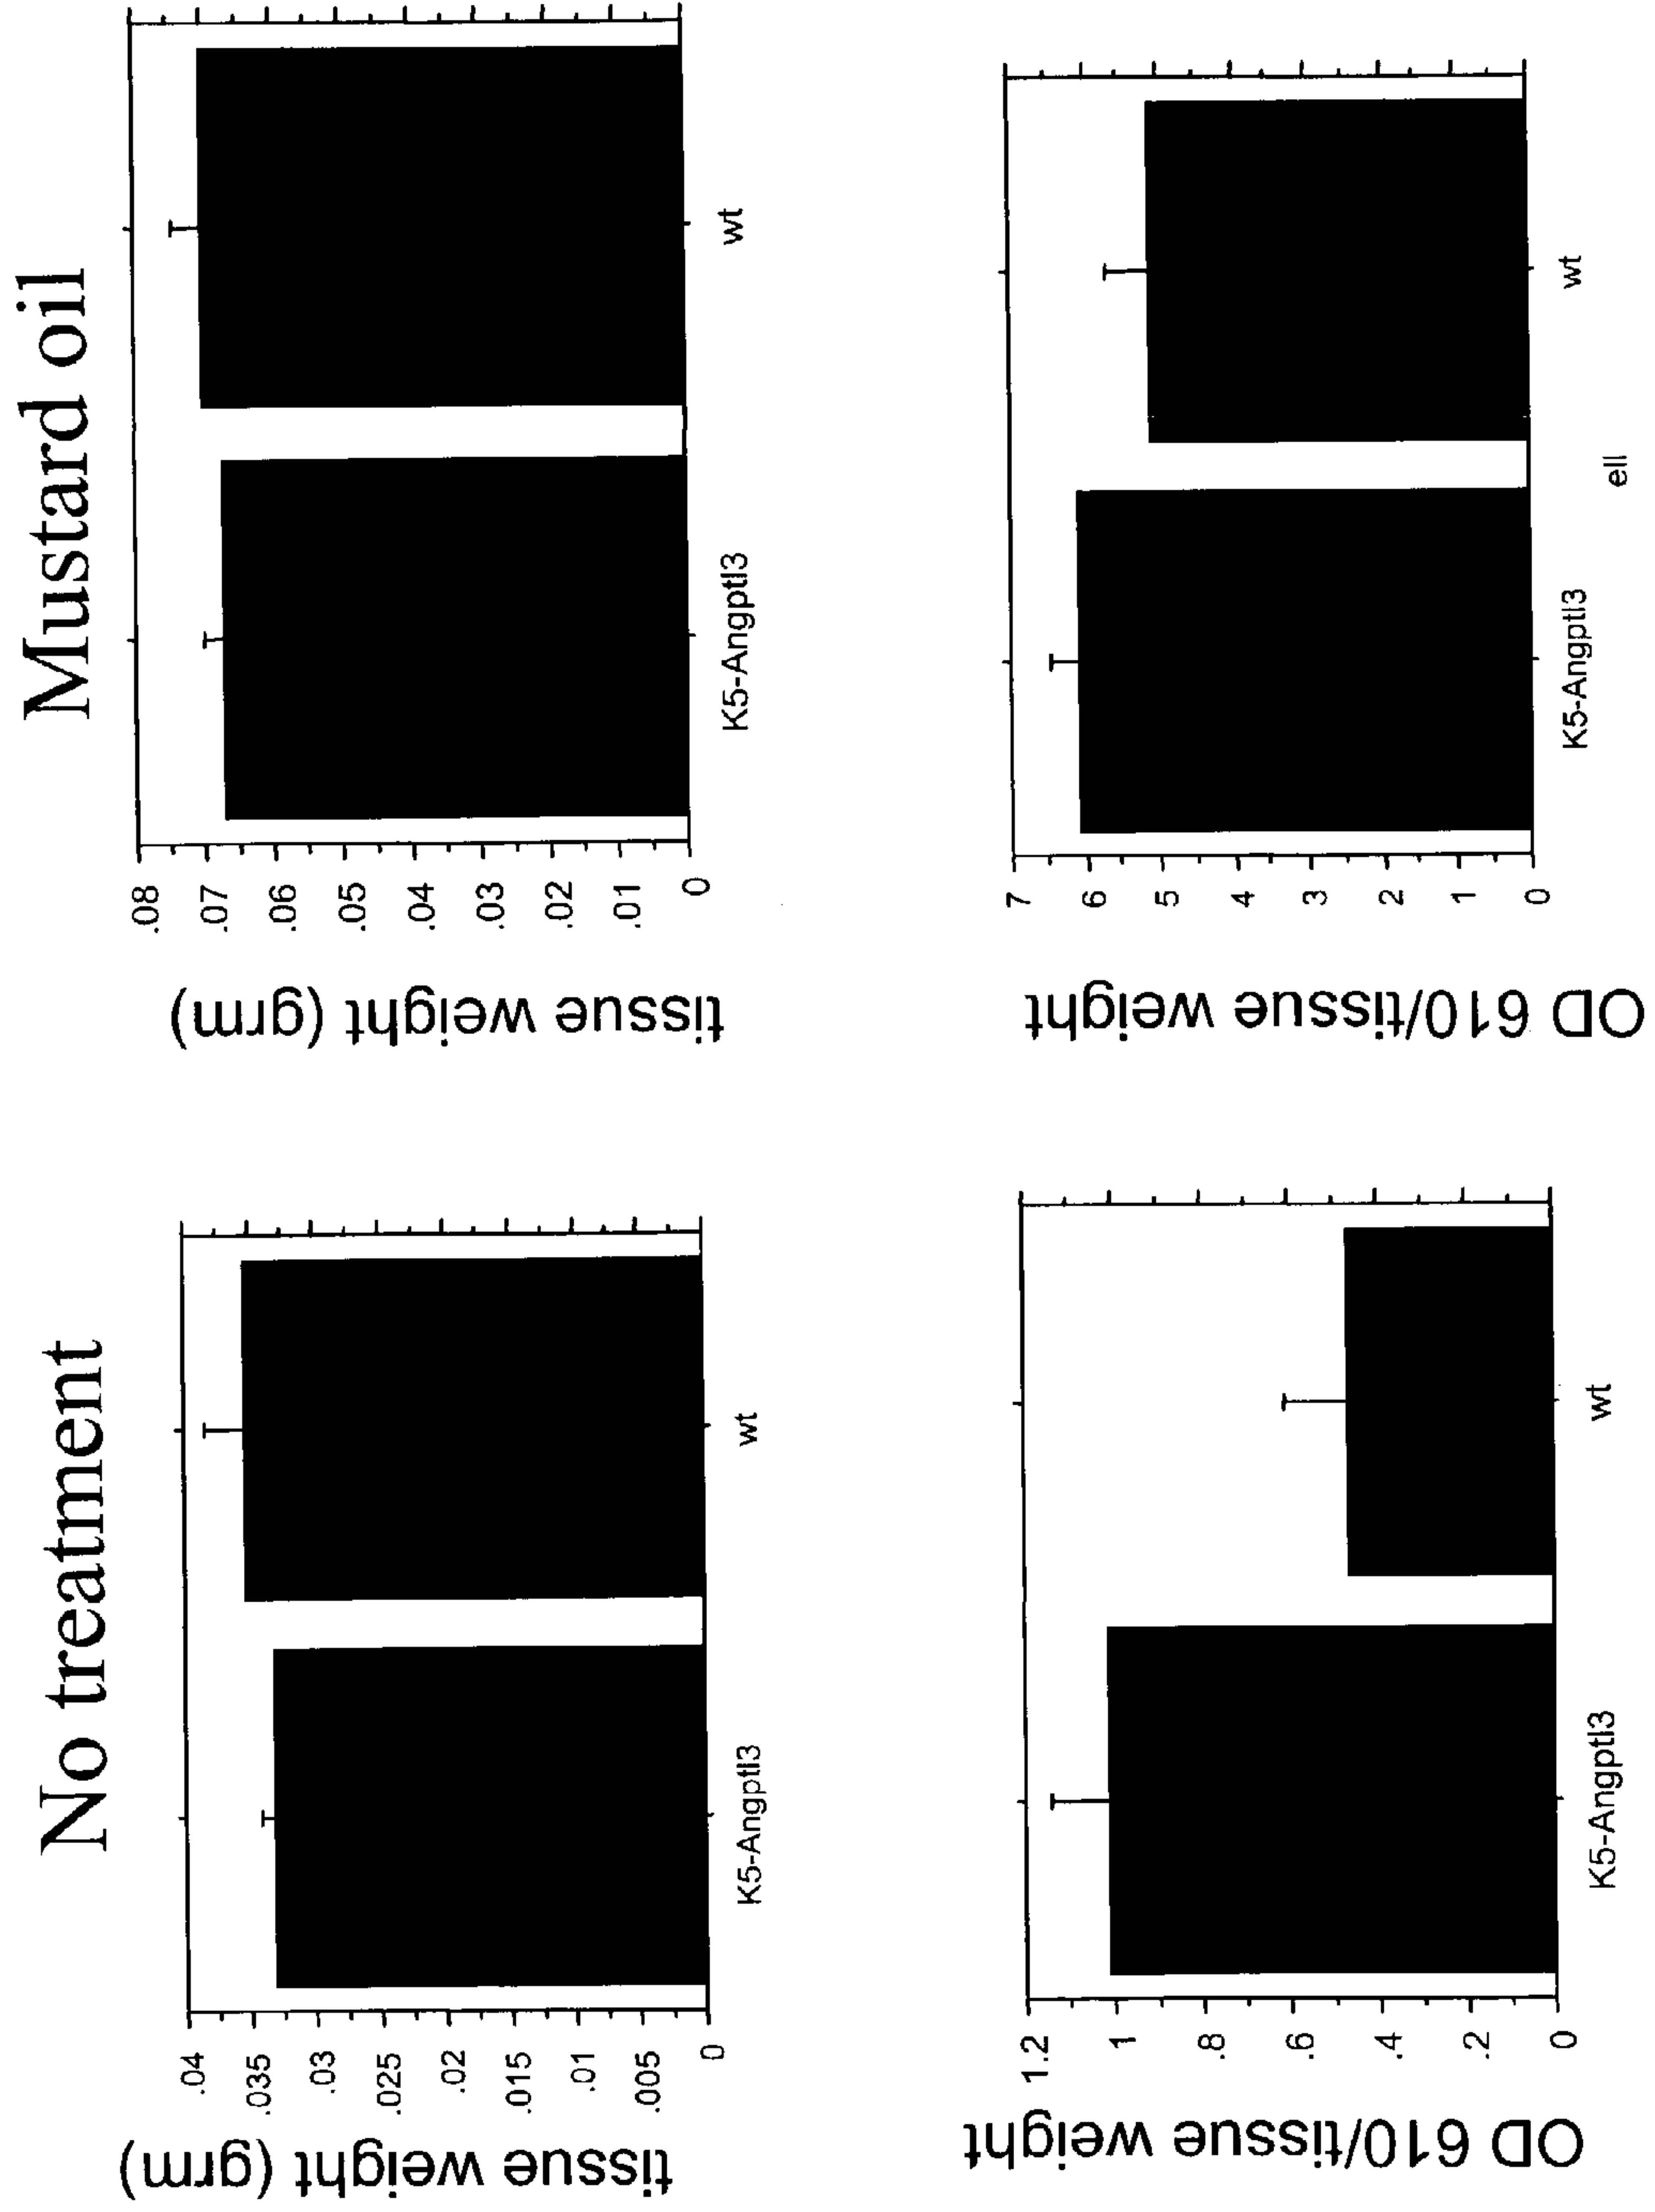 No treatment
Mustard oil
tissue weight (grm)
.04
.035
.03
.025
.02
.015
.01
.005
0
K5-Angptl3
wt
tissue weight (grm)
.08
.07
.06
.05
.04
.03
.02
.01
0
K5-Angptl3
wt
OD 610/tissue weight
1.2
1
.8
.6
.4
.2
0
K5-Angptl3
wt
OD 610/tissue weight
7
6
5
4
3
2
1
0
K5-Angptl3
wt
ell